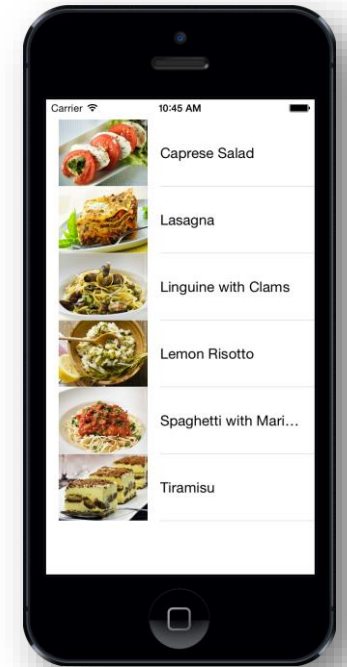 Carrier 10:45 AM
Caprese Salad
Lasagna
Linguine with Clams
Lemon Risotto
Spaghetti with Mari...
Tiramisu